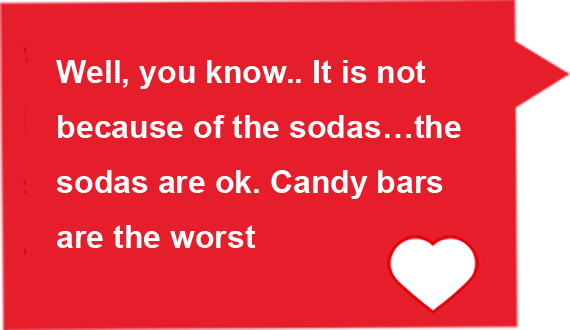 Well, you know.. It is not
because of the sodas…the
sodas are ok. Candy bars
are the worst